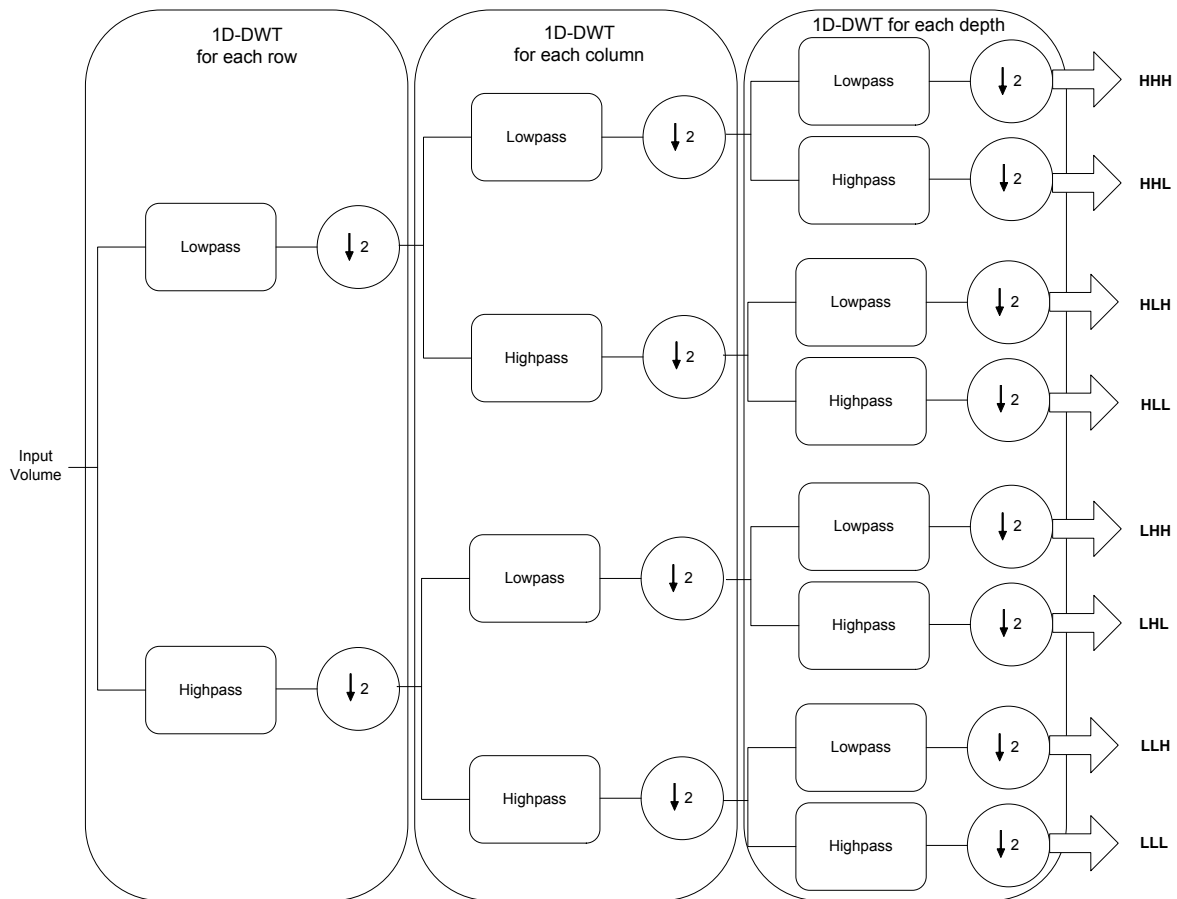 1D-DWT
for each row
1D-DWT
for each column
1D-DWT for each depth
Input
Volume
Lowpass
↓ 2
Highpass
↓ 2
Lowpass
↓ 2
Highpass
↓ 2
Lowpass
↓ 2
Highpass
↓ 2
Lowpass
↓ 2
HHH
Highpass
↓ 2
HHL
Lowpass
↓ 2
HLH
Highpass
↓ 2
HLL
Lowpass
↓ 2
LHH
Highpass
↓ 2
LHL
Lowpass
↓ 2
LLH
Highpass
↓ 2
LLL